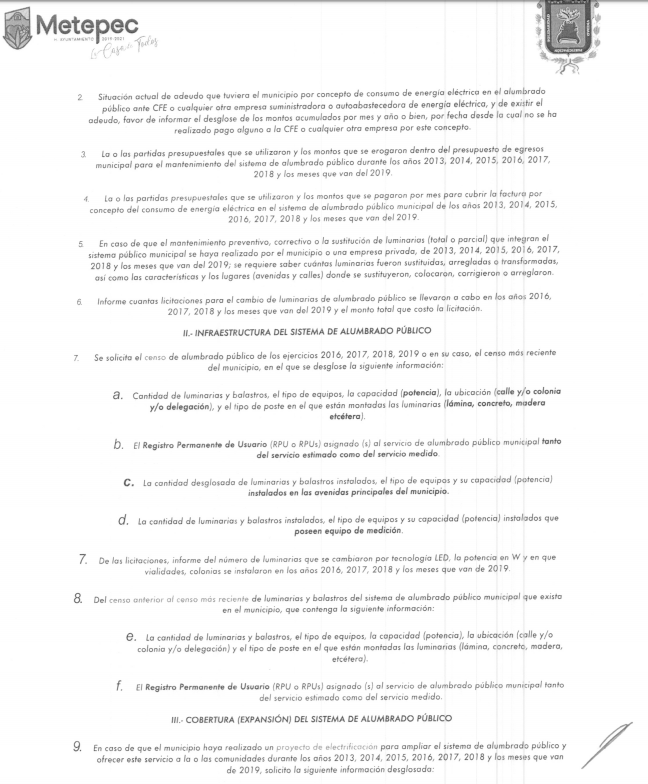 Metepec
H. AYUNTAMIENTO 2019-2021
La Casa de Todos
2. Situación actual de adeudo que tuviera el municipio por concepto de consumo de energía eléctrica en el alumbrado
público ante CFE o cualquier otra empresa suministradora o autoabastecedora de energía eléctrica, y de existir el
adeudo, favor de informar el desglose de los montos acumulados por mes y año o bien, por fecha desde la cual no se ha
realizado pago alguno a la CFE o cualquier otra empresa por este concepto.
3. La o las partidas presupuestales que se utilizaron y los montos que se erogaron dentro del presupuesto de egresos
municipal para el mantenimiento del sistema de alumbrado público durante los años 2013, 2014, 2015, 2016, 2017,
2018 y los meses que van del 2019.
4. La o las partidas presupuestales que se utilizaron y los montos que se pagaron por mes para cubrir la factura por
concepto del consumo de energía eléctrica en el sistema de alumbrado público municipal de los años 2013, 2014, 2015,
2016, 2017, 2018 y los meses que van del 2019.
5. En caso de que el mantenimiento preventivo, correctivo o la sustitución de luminarias (total o parcial) que integran el
sistema público municipal se haya realizado por el municipio o una empresa privada, de 2013, 2014, 2015, 2016, 2017,
2018 y los meses que van del 2019; se requiere saber cuántas luminarias fueron sustituidas, arregladas o transformadas,
así como las características y los lugares (avenidas y calles) donde se sustituyeron, colocaron, corrigieron o arreglaron.
6. Informe cuantas licitaciones para el cambio de luminarias de alumbrado público se llevaron a cabo en los años 2016,
2017, 2018 y los meses que van del 2019 y el monto total que costo la licitación.
II.- INFRAESTRUCTURA DEL SISTEMA DE ALUMBRADO PÚBLICO
7. Se solicita el censo de alumbrado público de los ejercicios 2016, 2017, 2018, 2019 o en su caso, el censo más reciente
del municipio, en el que se desglose la siguiente información:
a. Cantidad de luminarias y balastros, el tipo de equipos, la capacidad (potencia), la ubicación (calle y/o colonia
y/o delegación), y el tipo de poste en el que están montadas las luminarias (lámina, concreto, madera
etcétera).
b. El Registro Permanente de Usuario (RPU o RPUs) asignado (s) al servicio de alumbrado público municipal tanto
del servicio estimado como del servicio medido.
c. La cantidad desglosada de luminarias y balastros instalados, el tipo de equipos y su capacidad (potencia)
instalados en las avenidas principales del municipio.
d. La cantidad de luminarias y balastros instalados, el tipo de equipos y su capacidad (potencia) instalados que
poseen equipo de medición.
7. De las licitaciones, informe del número de luminarias que se cambiaron por tecnología LED, la potencia en W y en que
vialidades, colonias se instalaron en los años 2016, 2017, 2018 y los meses que van de 2019.
8. Del censo anterior al censo más reciente de luminarias y balastros del sistema de alumbrado público municipal que exista
en el municipio, que contenga la siguiente información:
e. La cantidad de luminarias y balastros, el tipo de equipos, la capacidad (potencia), la ubicación (calle y/o
colonia y/o delegación) y el tipo de poste en el que están montadas las luminarias (lámina, concreto, madera,
etcétera).
f. El Registro Permanente de Usuario (RPU o RPUs) asignado (s) al servicio de alumbrado público municipal tanto
del servicio estimado como del servicio medido.
III.- COBERTURA (EXPANSIÓN) DEL SISTEMA DE ALUMBRADO PÚBLICO
9. En caso de que el municipio haya realizado un proyecto de electrificación para ampliar el sistema de alumbrado público y
ofrecer este servicio a la o las comunidades durante los años 2013, 2014, 2015, 2016, 2017, 2018 y los meses que van
de 2019, solicito la siguiente información desglosada: